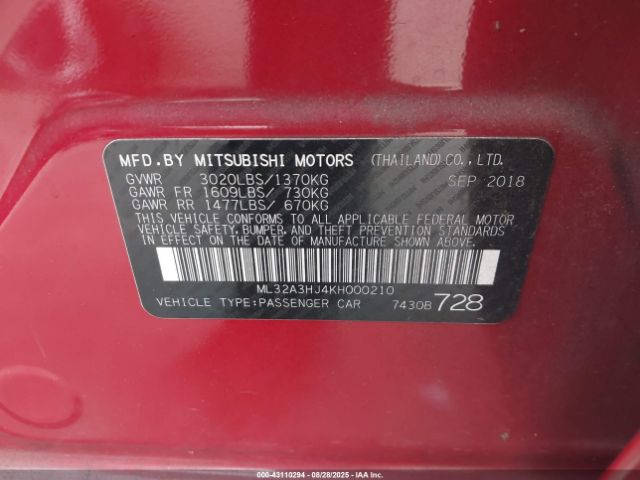 MFD.BY MITSUBISHI MOTORS (THAILAND)CO.,LTD.
GVWR 3020LBS/1370KG SEP 2018
GAWR FR 1609LBS/ 730KG
GAWR RR 1477LBS/ 670KG
THIS VEHICLE CONFORMS TO ALL APPLICABLE FEDERAL MOTOR
VEHICLE SAFETY,BUMPER,AND THEFT PREVENTION STANDARDS
IN EFFECT ON THE DATE OF MANUFACTURE SHOWN ABOVE.
ML32A3HJ4KH000210
VEHICLE TYPE:PASSENGER CAR 7430B 728
000-43110294 - 08/28/2025 - Copyright © 2025 IAA, Inc.